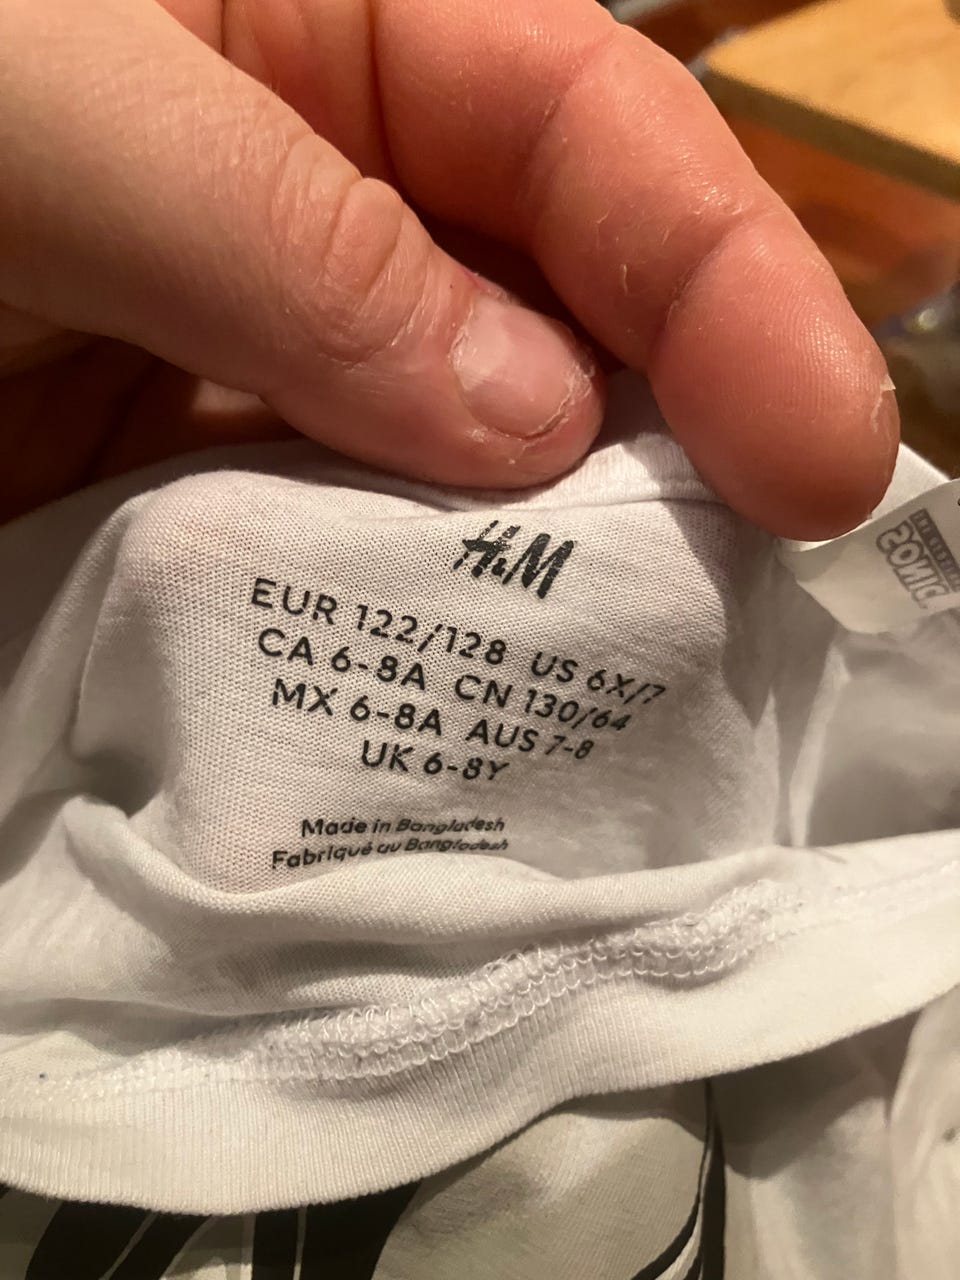 H&M
EUR 122/128 US 6X/7
CA 6-8A CN 130/64
MX 6-8A AUS 7-8
UK 6-8Y
Made in Bangladesh
Fabriqué au Bangladesh
SONIC